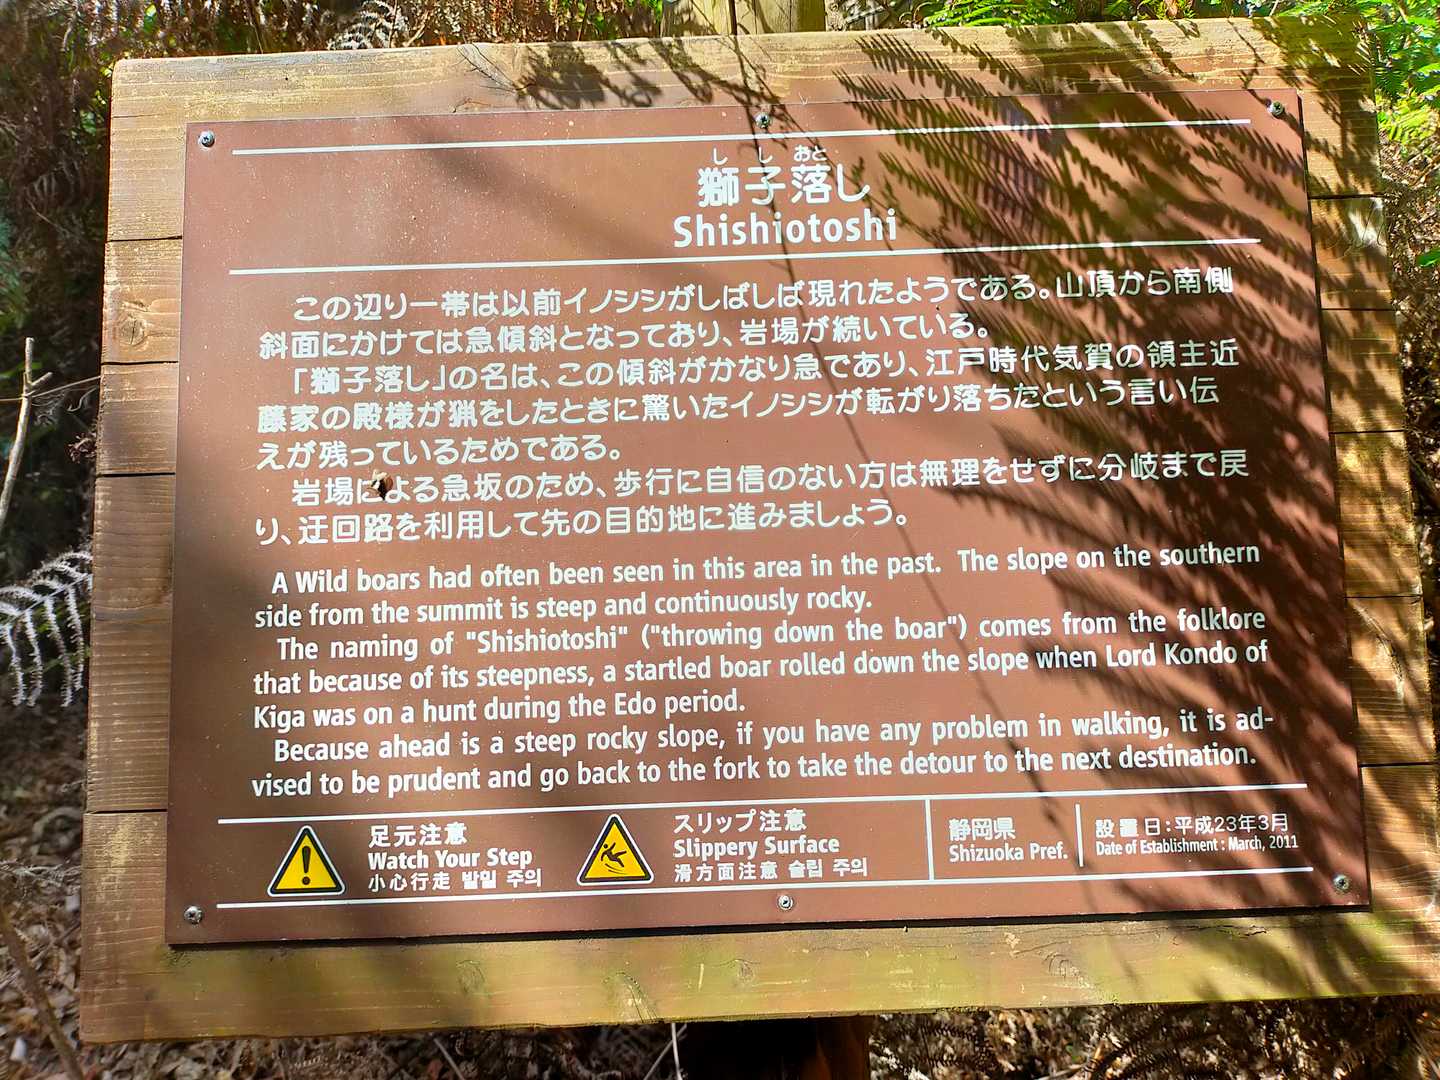 しし おと
獅子落し
Shishiotoshi
この辺り一帯は以前イノシシがしばしば現れたようである。山頂から南側
斜面にかけては急傾斜となっており、岩場が続いている。
「獅子落し」の名は、この傾斜がかなり急であり、江戸時代気賀の領主近
藤家の殿様が猟をしたときに驚いたイノシシが転がり落ちたという言い伝
えが残っているためである。
岩場による急坂のため、歩行に自信のない方は無理をせずに分岐まで戻
り、迂回路を利用して先の目的地に進みましょう。
A Wild boars had often been seen in this area in the past. The slope on the southern
side from the summit is steep and continuously rocky.
The naming of "Shishiotoshi" ("throwing down the boar") comes from the folklore
that because of its steepness, a startled boar rolled down the slope when Lord Kondo of
Kiga was on a hunt during the Edo period.
Because ahead is a steep rocky slope, if you have any problem in walking, it is ad-
vised to be prudent and go back to the fork to take the detour to the next destination.
足元注意
Watch Your Step
小心行走 발밑 주의
スリップ注意
Slippery Surface
滑方面注意 슬립 주의
静岡県
Shizuoka Pref.
設置日:平成23年3月
Date of Establishment : March, 2011